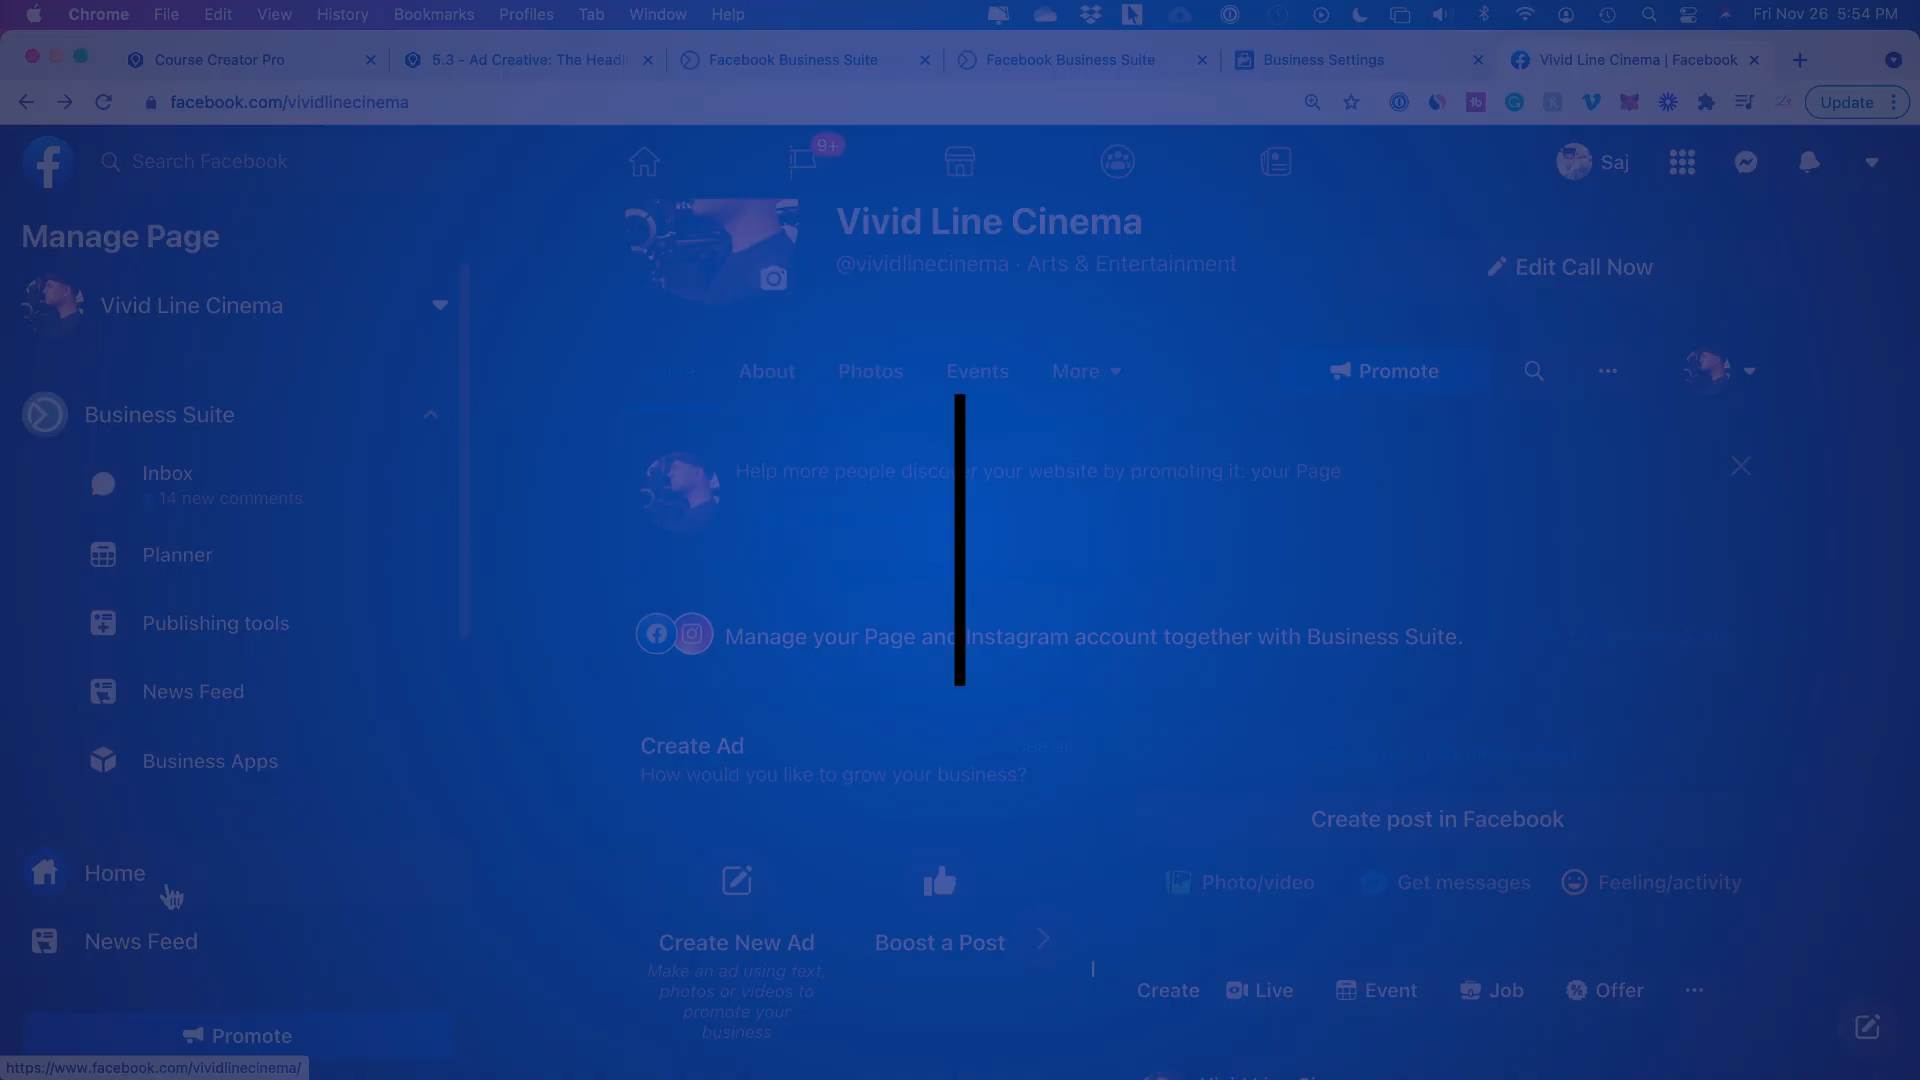 Chrome File Edit View History Bookmarks Profiles Tab Window Help Fri Nov 26 5:54 PM
Course Creator Pro 5.3 - Ad Creative: The Headl Facebook Business Suite Facebook Business Suite Business Settings Vivid Line Cinema | Facebook
facebook.com/vividlinecinema Update
Search Facebook 9+ Saj
Manage Page
Vivid Line Cinema
Business Suite
Inbox
14 new comments
Planner
Publishing tools
News Feed
Business Apps
Home
News Feed
Promote
https://www.facebook.com/vividlinecinema/
Vivid Line Cinema
@vividlinecinema · Arts & Entertainment
Edit Call Now
About Photos Events More Promote
Help more people discover your website by promoting it: your Page
Manage your Page and Instagram account together with Business Suite.
Create Ad See all
How would you like to grow your business?
Create New Ad
Make an ad using text,
photos or videos to
promote your
business
Boost a Post
Create post in Facebook
Photo/video Get messages Feeling/activity
Create Live Event Job Offer